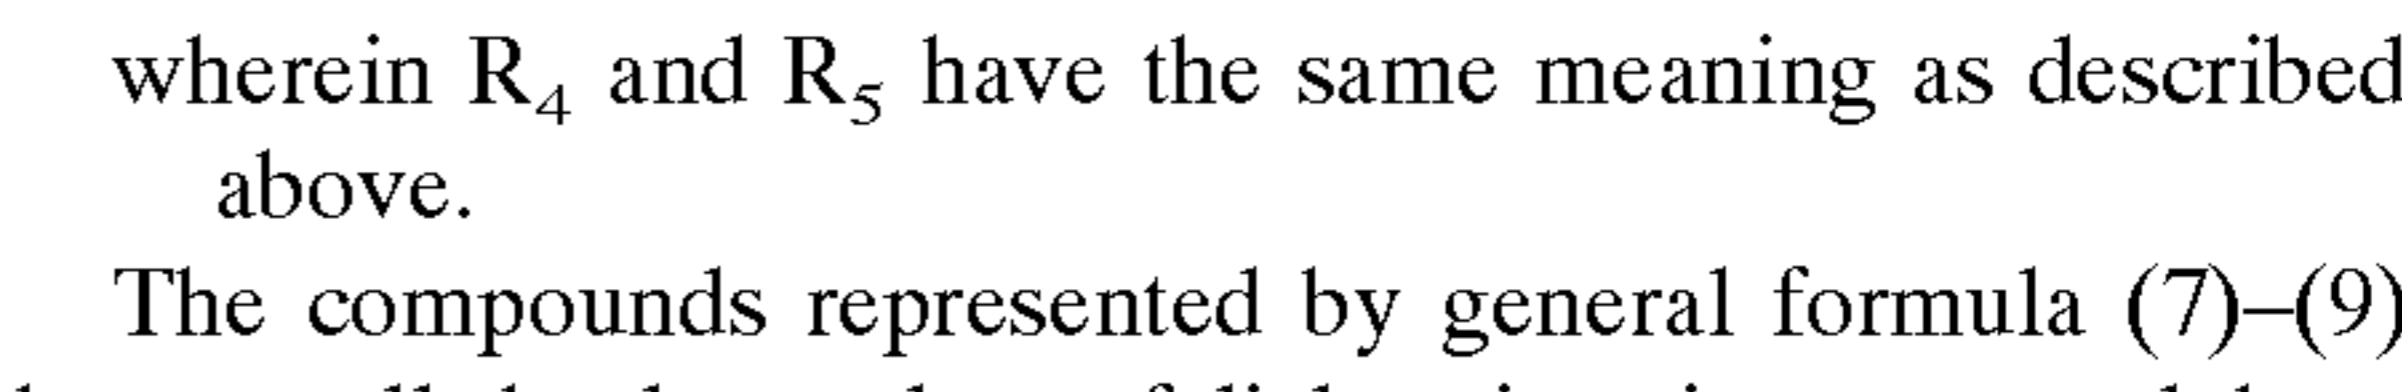 wherein R₄ and R₅ have the same meaning as described
above.
The compounds represented by general formula (7)–(9)